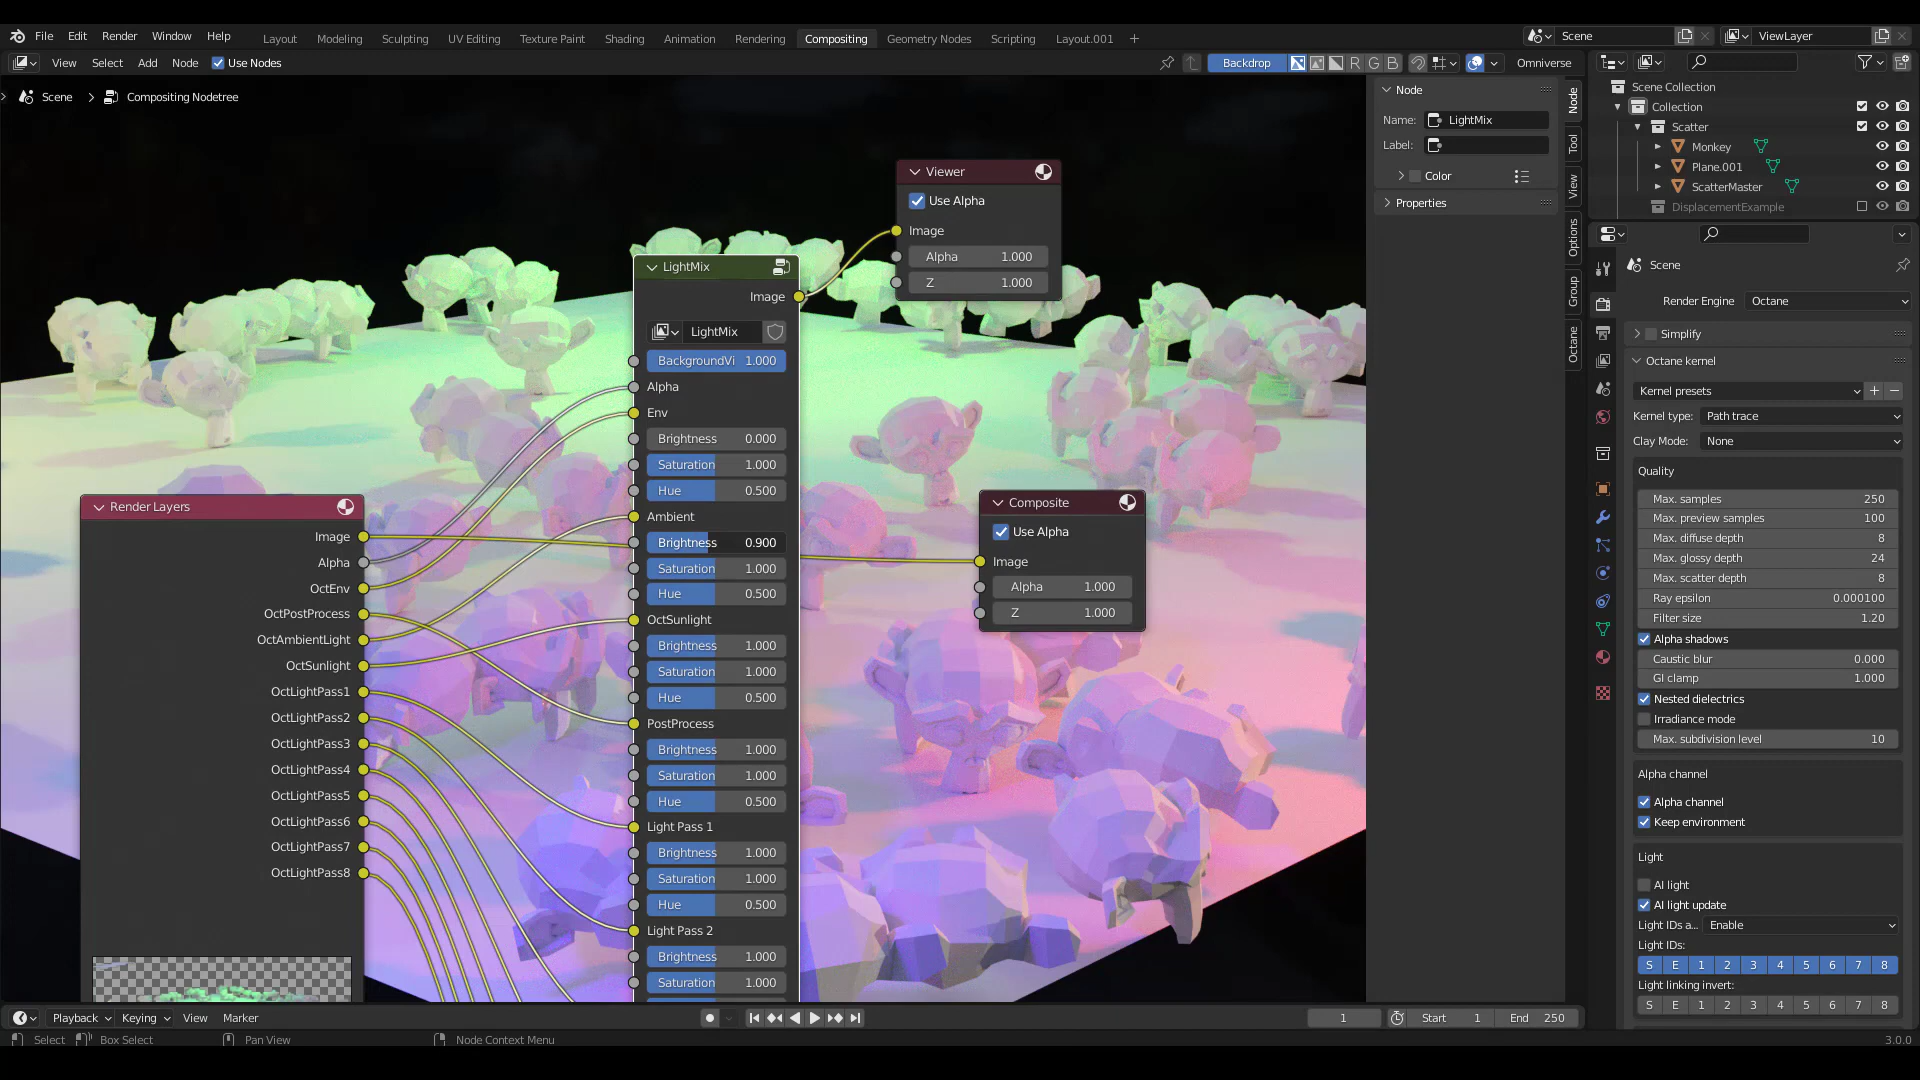 File Edit Render Window Help
Layout Modeling Sculpting UV Editing Texture Paint Shading Animation Rendering Compositing Geometry Nodes Scripting Layout.001 +
Scene
ViewLayer
View Select Add Node Use Nodes
Backdrop R G B Omniverse
Scene > Compositing Nodetree
Viewer
Use Alpha
Image
Alpha 1.000
Z 1.000
LightMix
Image
LightMix
BackgroundVi 1.000
Alpha
Env
Brightness 0.000
Saturation 1.000
Hue 0.500
Ambient
Brightness 0.900
Saturation 1.000
Hue 0.500
OctSunlight
Brightness 1.000
Saturation 1.000
Hue 0.500
PostProcess
Brightness 1.000
Saturation 1.000
Hue 0.500
Light Pass 1
Brightness 1.000
Saturation 1.000
Hue 0.500
Light Pass 2
Brightness 1.000
Saturation 1.000
Render Layers
Image
Alpha
OctEnv
OctPostProcess
OctAmbientLight
OctSunlight
OctLightPass1
OctLightPass2
OctLightPass3
OctLightPass4
OctLightPass5
OctLightPass6
OctLightPass7
OctLightPass8
Composite
Use Alpha
Image
Alpha 1.000
Z 1.000
Node
Name: LightMix
Label:
Color
Properties
Node
Tool
View
Options
Group
Octane
Scene Collection
Collection
Scatter
Monkey
Plane.001
ScatterMaster
DisplacementExample
Scene
Render Engine Octane
Simplify
Octane kernel
Kernel presets + −
Kernel type: Path trace
Clay Mode: None
Quality
Max. samples 250
Max. preview samples 100
Max. diffuse depth 8
Max. glossy depth 24
Max. scatter depth 8
Ray epsilon 0.000100
Filter size 1.20
Alpha shadows
Caustic blur 0.000
GI clamp 1.000
Nested dielectrics
Irradiance mode
Max. subdivision level 10
Alpha channel
Alpha channel
Keep environment
Light
AI light
AI light update
Light IDs a... Enable
Light IDs:
S E 1 2 3 4 5 6 7 8
Light linking invert:
S E 1 2 3 4 5 6 7 8
Playback Keying View Marker
1 Start 1 End 250
Select Box Select Pan View Node Context Menu
3.0.0